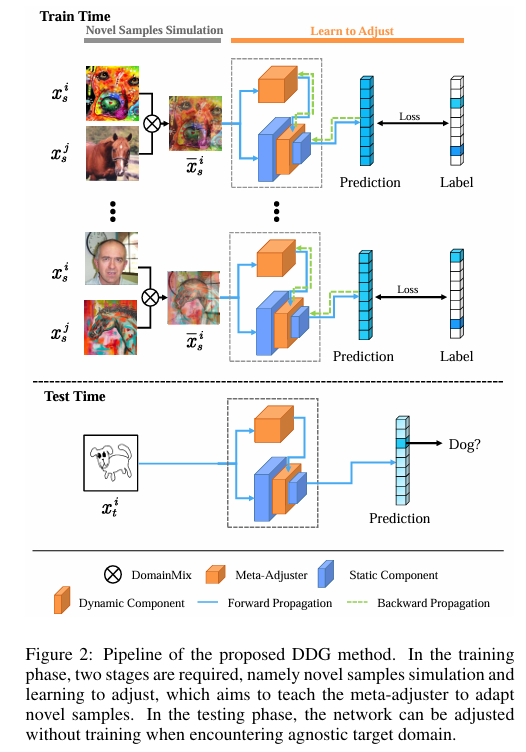 Train Time
Novel Samples Simulation
Learn to Adjust
x_s^i
x_s^j
x̅_s^i
Loss
Prediction
Label
x_s^i
x_s^j
x̅_s^i
Loss
Prediction
Label
Test Time
x_t^i
Dog?
Prediction
DomainMix
Meta-Adjuster
Static Component
Dynamic Component
Forward Propagation
Backward Propagation
Figure 2: Pipeline of the proposed DDG method. In the training
phase, two stages are required, namely novel samples simulation and
learning to adjust, which aims to teach the meta-adjuster to adapt
novel samples. In the testing phase, the network can be adjusted
without training when encountering agnostic target domain.